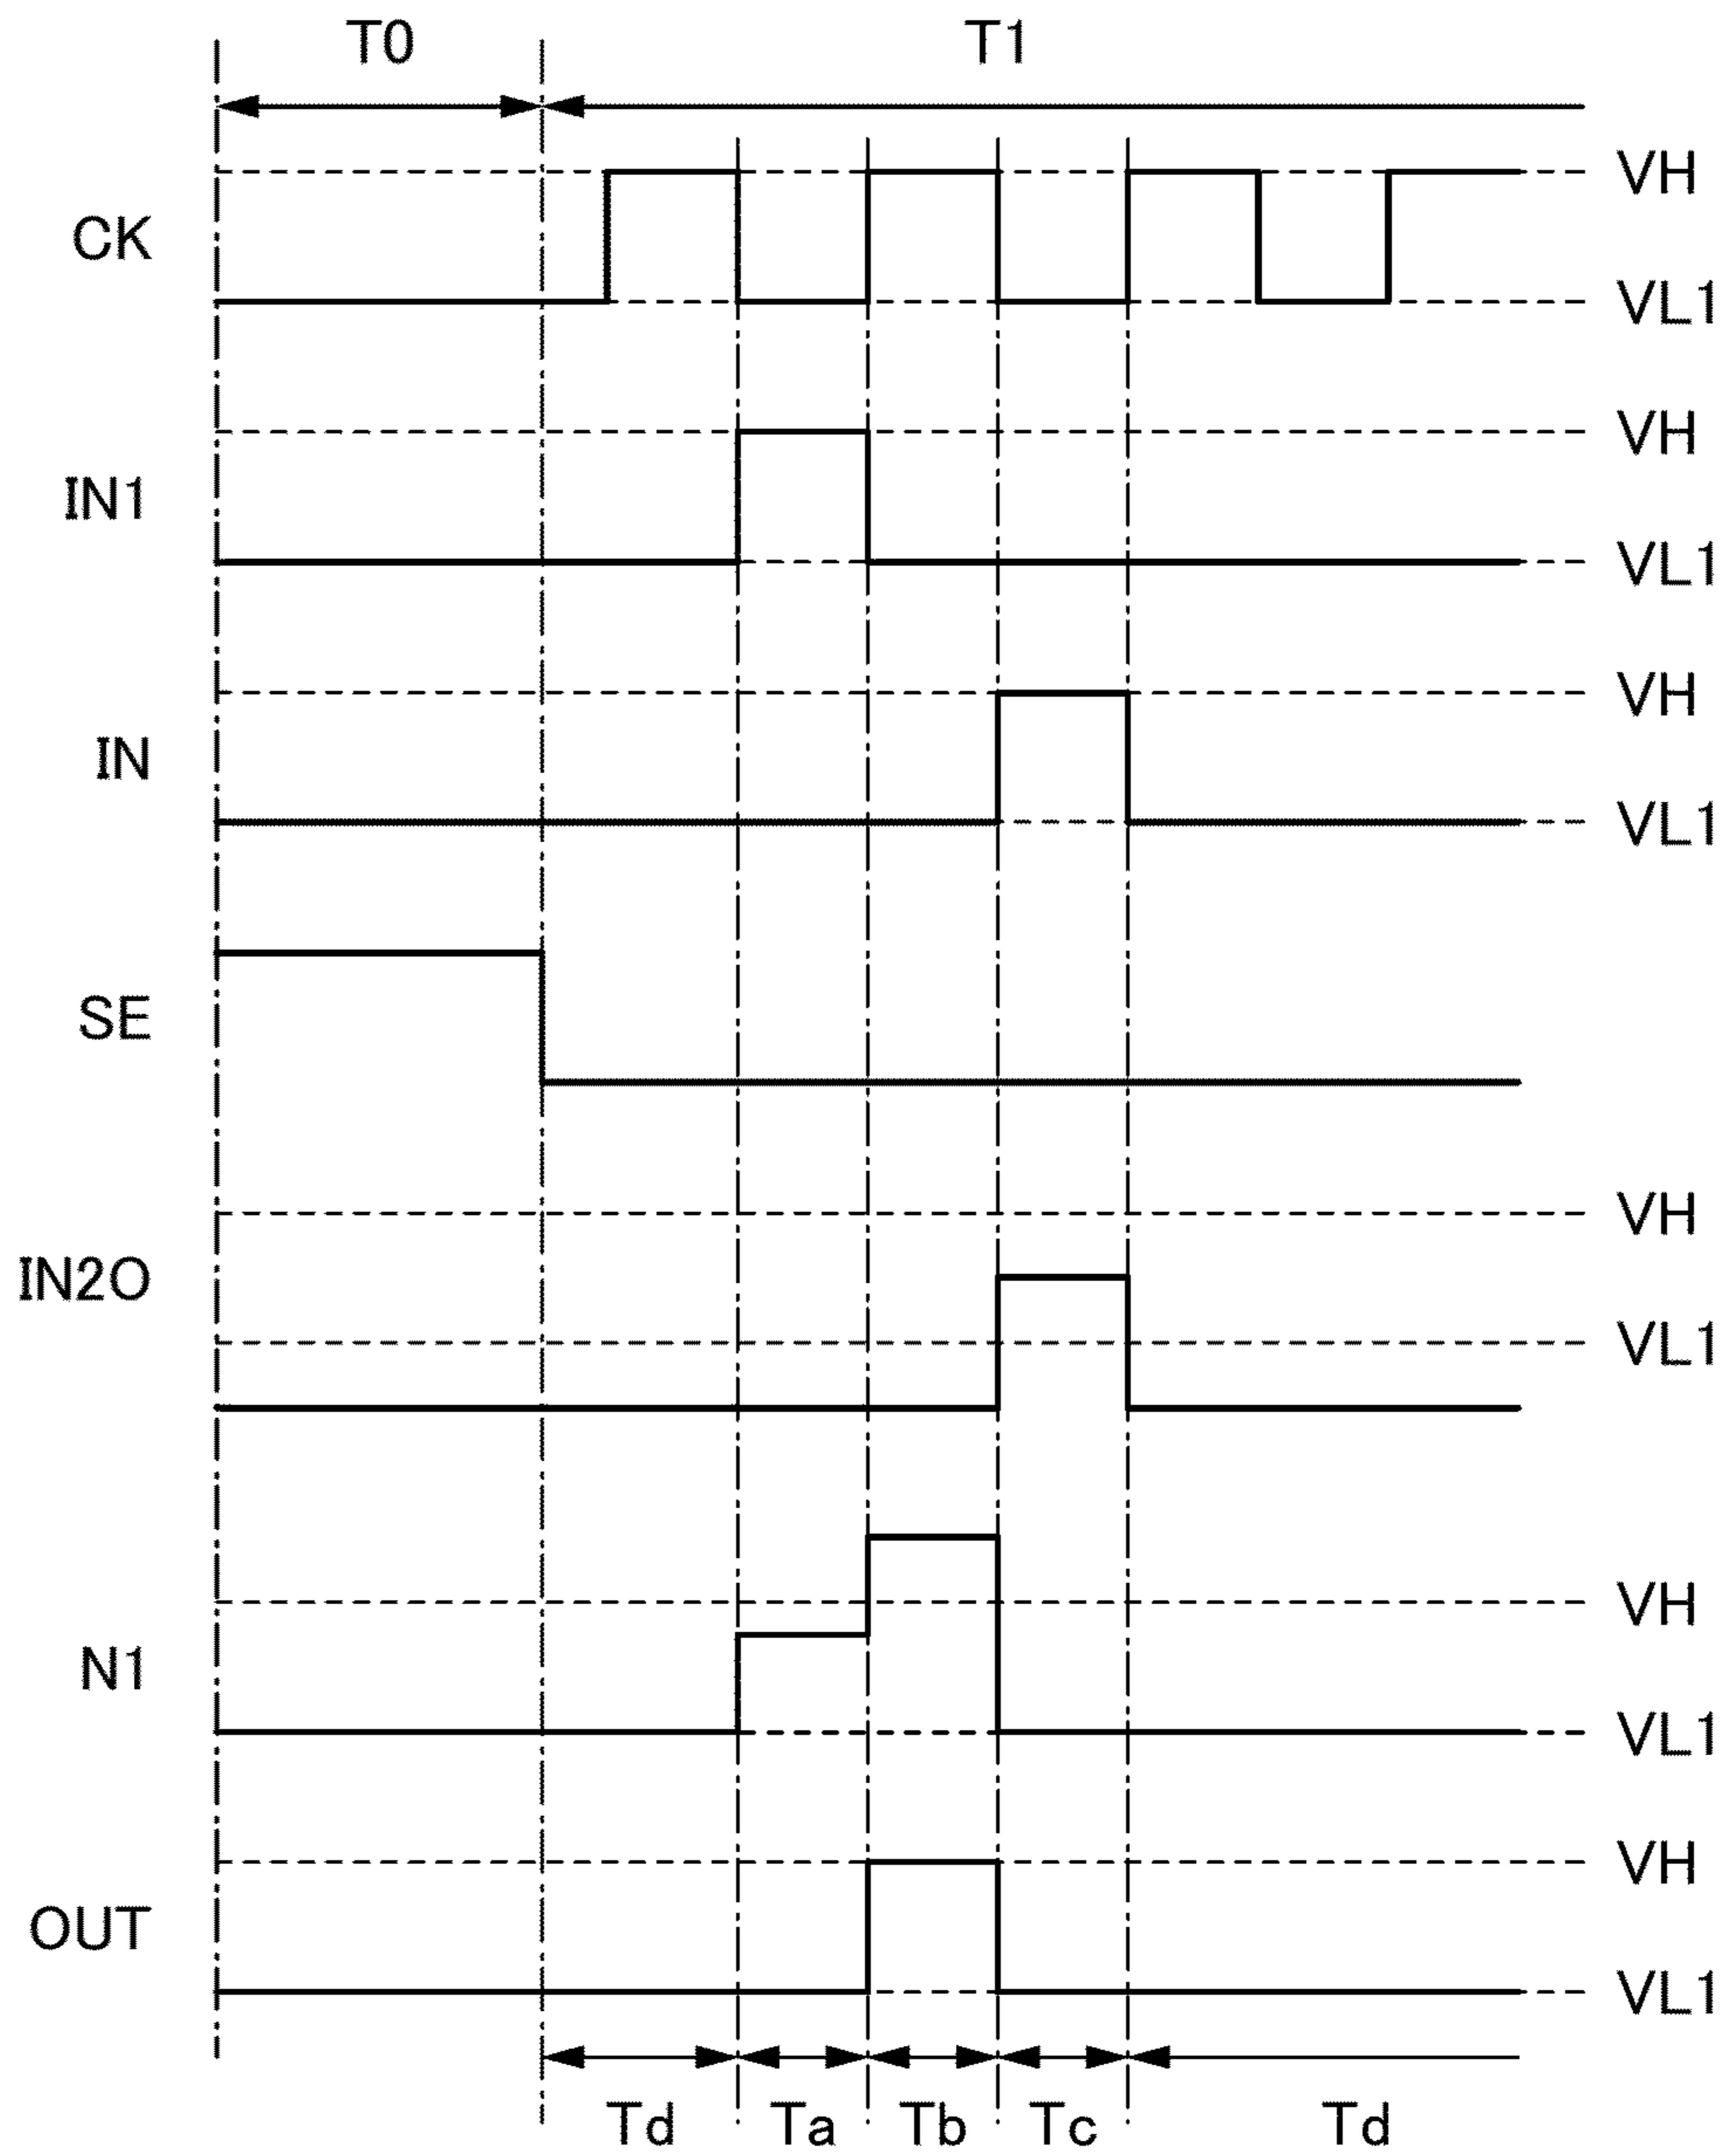 T0 T1
VH
CK
VL1
VH
IN1
VL1
VH
IN
VL1
SE
VH
IN2O
VL1
VH
N1
VL1
VH
OUT
VL1
Td Ta Tb Tc Td